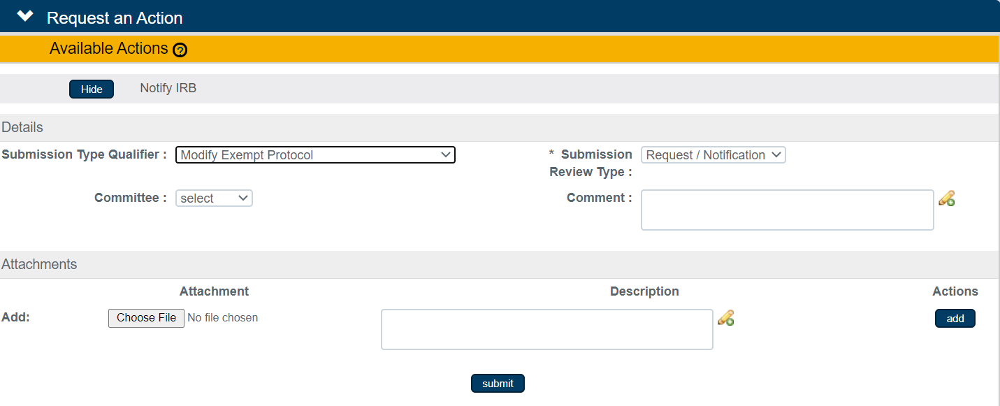 Request an Action
Available Actions ?
Hide Notify IRB
Details
Submission Type Qualifier : Modify Exempt Protocol * Submission Request / Notification
Review Type :
Committee : select Comment :
Attachments
Attachment Description Actions
Add: Choose File No file chosen add
submit